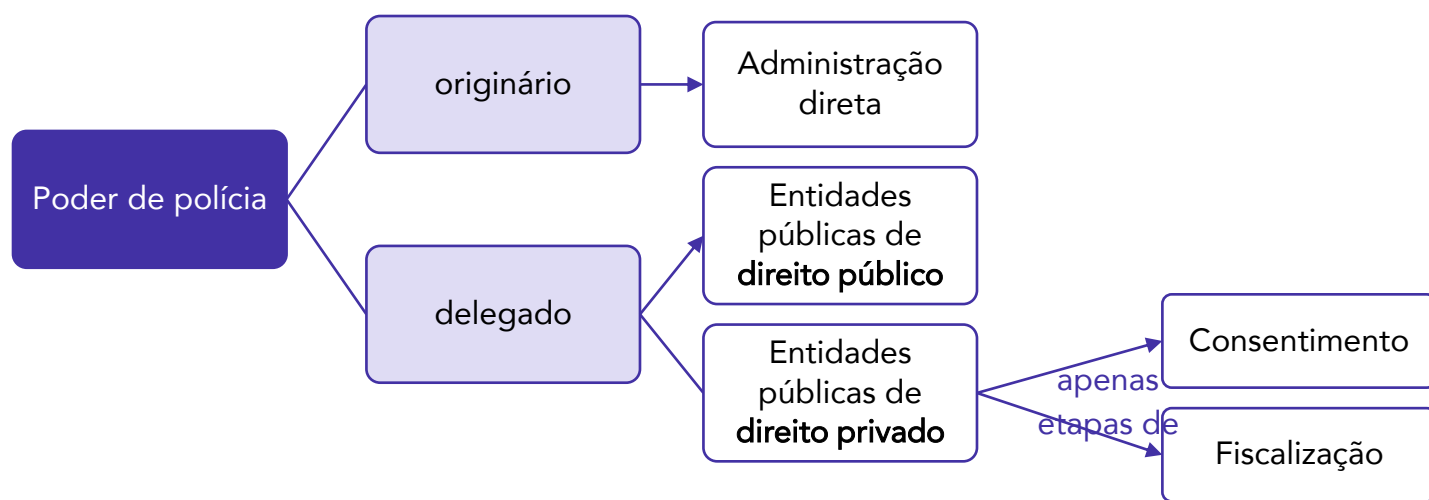 originário
Administração
direta
Poder de polícia
delegado
Entidades
públicas de
direito público
Entidades
públicas de
direito privado
apenas
etapas de
Consentimento
Fiscalização